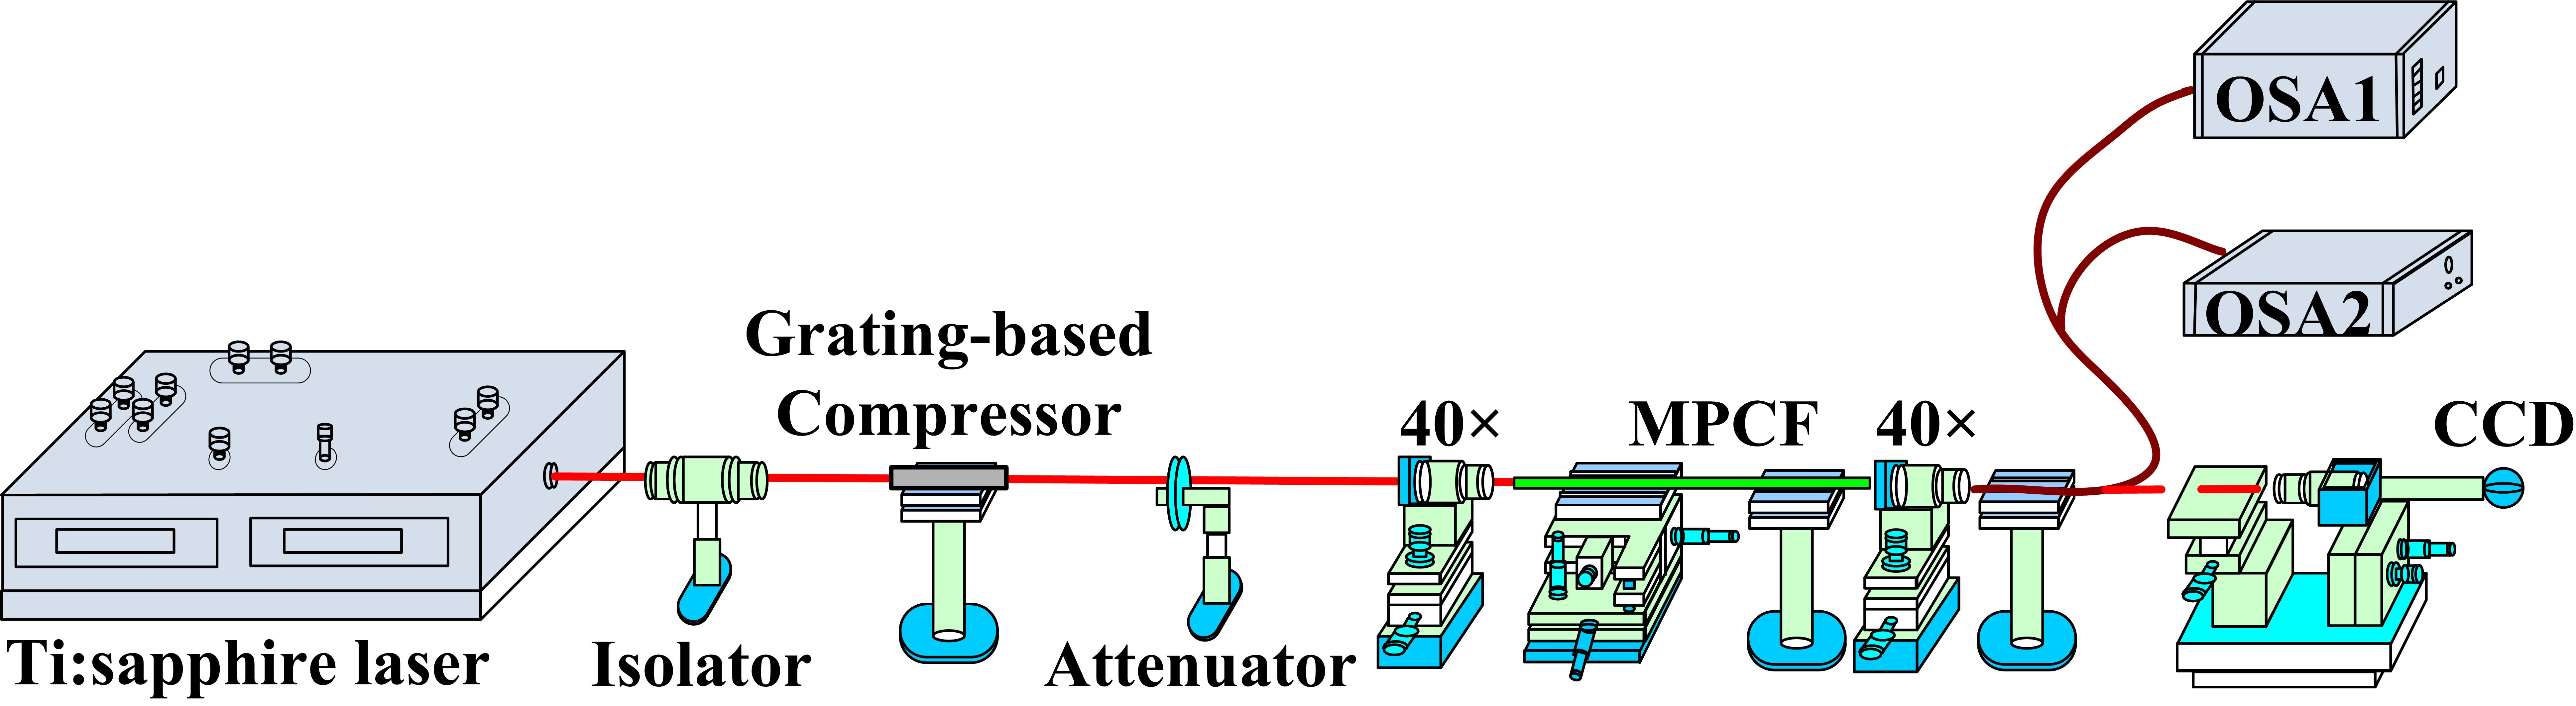 OSA1
OSA2
Grating-based
Compressor
40×
MPCF
40×
CCD
Ti:sapphire laser
Isolator
Attenuator